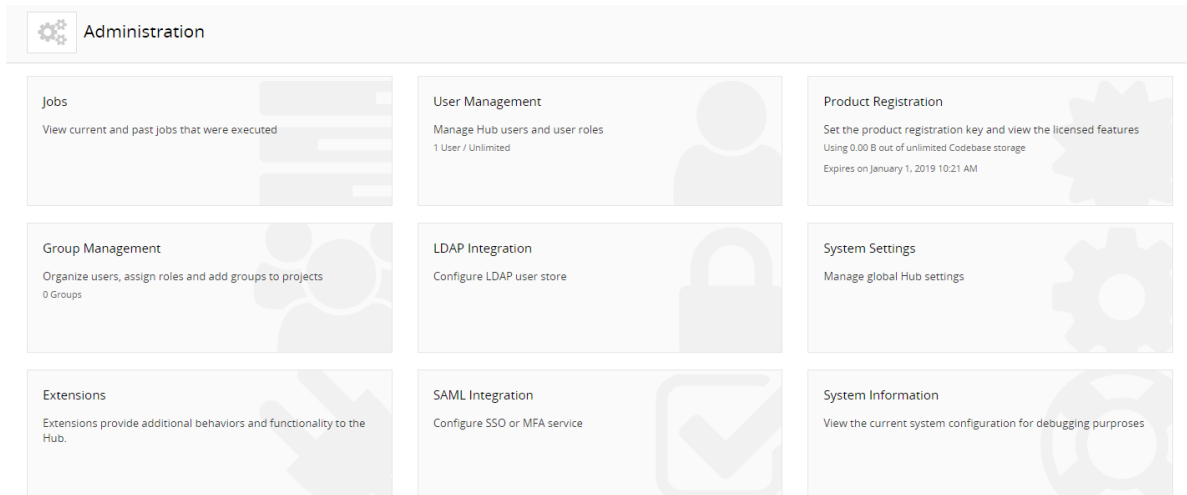 Administration
Jobs
View current and past jobs that were executed
User Management
Manage Hub users and user roles
1 User / Unlimited
Product Registration
Set the product registration key and view the licensed features
Using 0.00 B out of unlimited Codebase storage
Expires on January 1, 2019 10:21 AM
Group Management
Organize users, assign roles and add groups to projects
0 Groups
LDAP Integration
Configure LDAP user store
System Settings
Manage global Hub settings
Extensions
Extensions provide additional behaviors and functionality to the
Hub.
SAML Integration
Configure SSO or MFA service
System Information
View the current system configuration for debugging purproses